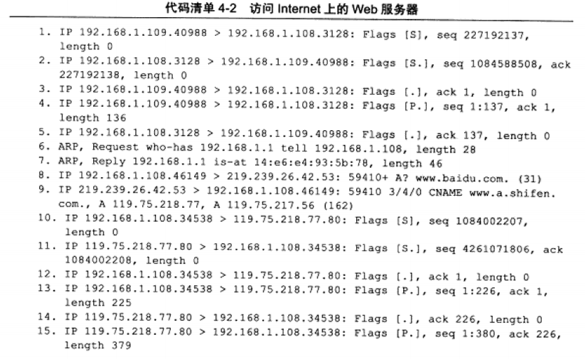 代码清单 4-2 访问 Internet 上的 Web 服务器
1. IP 192.168.1.109.40988 > 192.168.1.108.3128: Flags [S], seq 227192137,
length 0
2. IP 192.168.1.108.3128 > 192.168.1.109.40988: Flags [S.], seq 1084588508, ack
227192138, length 0
3. IP 192.168.1.109.40988 > 192.168.1.108.3128: Flags [.], ack 1, length 0
4. IP 192.168.1.109.40988 > 192.168.1.108.3128: Flags [P.], seq 1:137, ack 1,
length 136
5. IP 192.168.1.108.3128 > 192.168.1.109.40988: Flags [.], ack 137, length 0
6. ARP, Request who-has 192.168.1.1 tell 192.168.1.108, length 28
7. ARP, Reply 192.168.1.1 is-at 14:e6:e4:93:5b:78, length 46
8. IP 192.168.1.108.46149 > 219.239.26.42.53: 59410+ A? www.baidu.com. (31)
9. IP 219.239.26.42.53 > 192.168.1.108.46149: 59410 3/4/0 CNAME www.a.shifen.
com., A 119.75.218.77, A 119.75.217.56 (162)
10. IP 192.168.1.108.34538 > 119.75.218.77.80: Flags [S], seq 1084002207,
length 0
11. IP 119.75.218.77.80 > 192.168.1.108.34538: Flags [S.], seq 4261071806, ack
1084002208, length 0
12. IP 192.168.1.108.34538 > 119.75.218.77.80: Flags [.], ack 1, length 0
13. IP 192.168.1.108.34538 > 119.75.218.77.80: Flags [P.], seq 1:226, ack 1,
length 225
14. IP 119.75.218.77.80 > 192.168.1.108.34538: Flags [.], ack 226, length 0
15. IP 119.75.218.77.80 > 192.168.1.108.34538: Flags [P.], seq 1:380, ack 226,
length 379